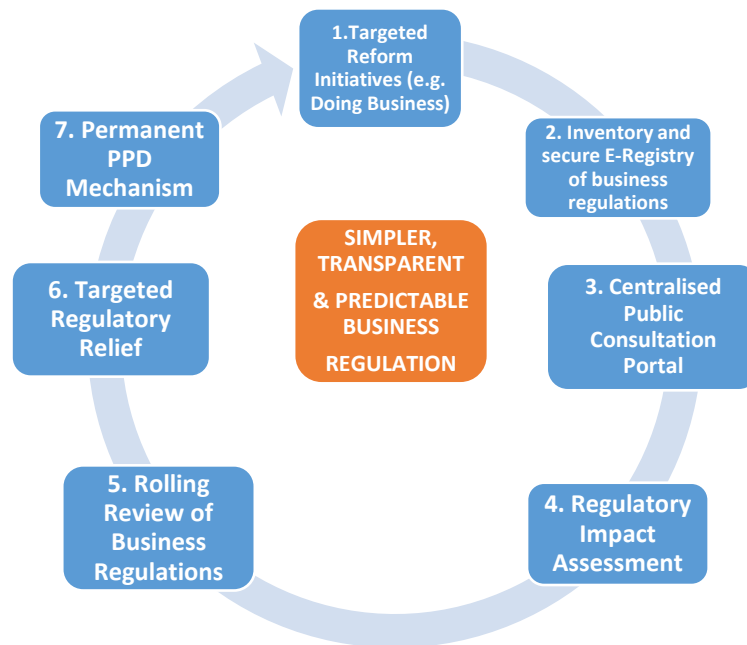 1.Targeted
Reform
Initiatives (e.g.
Doing Business)
2. Inventory and
secure E-Registry
of business
regulations
3. Centralised
Public
Consultation
Portal
4. Regulatory
Impact
Assessment
5. Rolling
Review of
Business
Regulations
6. Targeted
Regulatory
Relief
7. Permanent
PPD
Mechanism
SIMPLER,
TRANSPARENT
& PREDICTABLE
BUSINESS
REGULATION